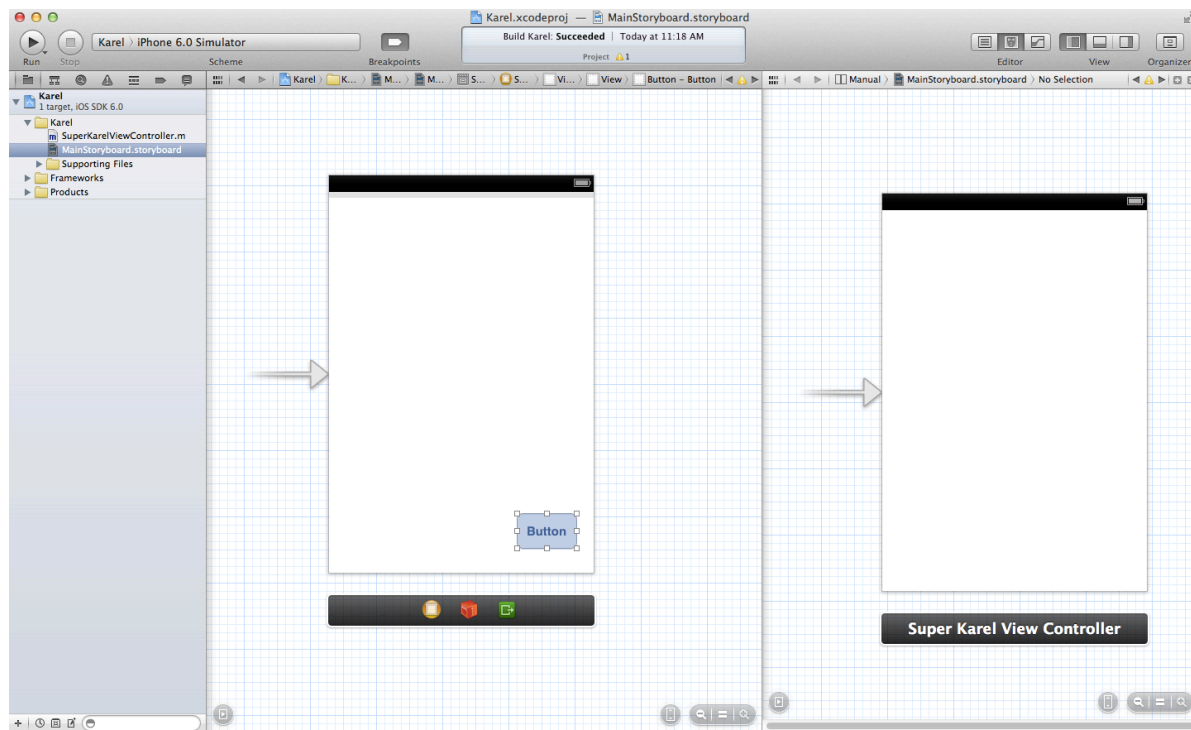 Karel.xcodeproj — MainStoryboard.storyboard
Karel 〉 iPhone 6.0 Simulator
Build Karel: Succeeded | Today at 11:18 AM
Project 1
Run Stop Scheme Breakpoints Editor View Organizer
Karel 〉 K... 〉 M... 〉 M... 〉 S... 〉 S... 〉 Vi... 〉 View 〉 Button – Button
Manual 〉 MainStoryboard.storyboard 〉 No Selection
Karel
1 target, iOS SDK 6.0
Karel
m SuperKarelViewController.m
MainStoryboard.storyboard
Supporting Files
Frameworks
Products
Button
Super Karel View Controller